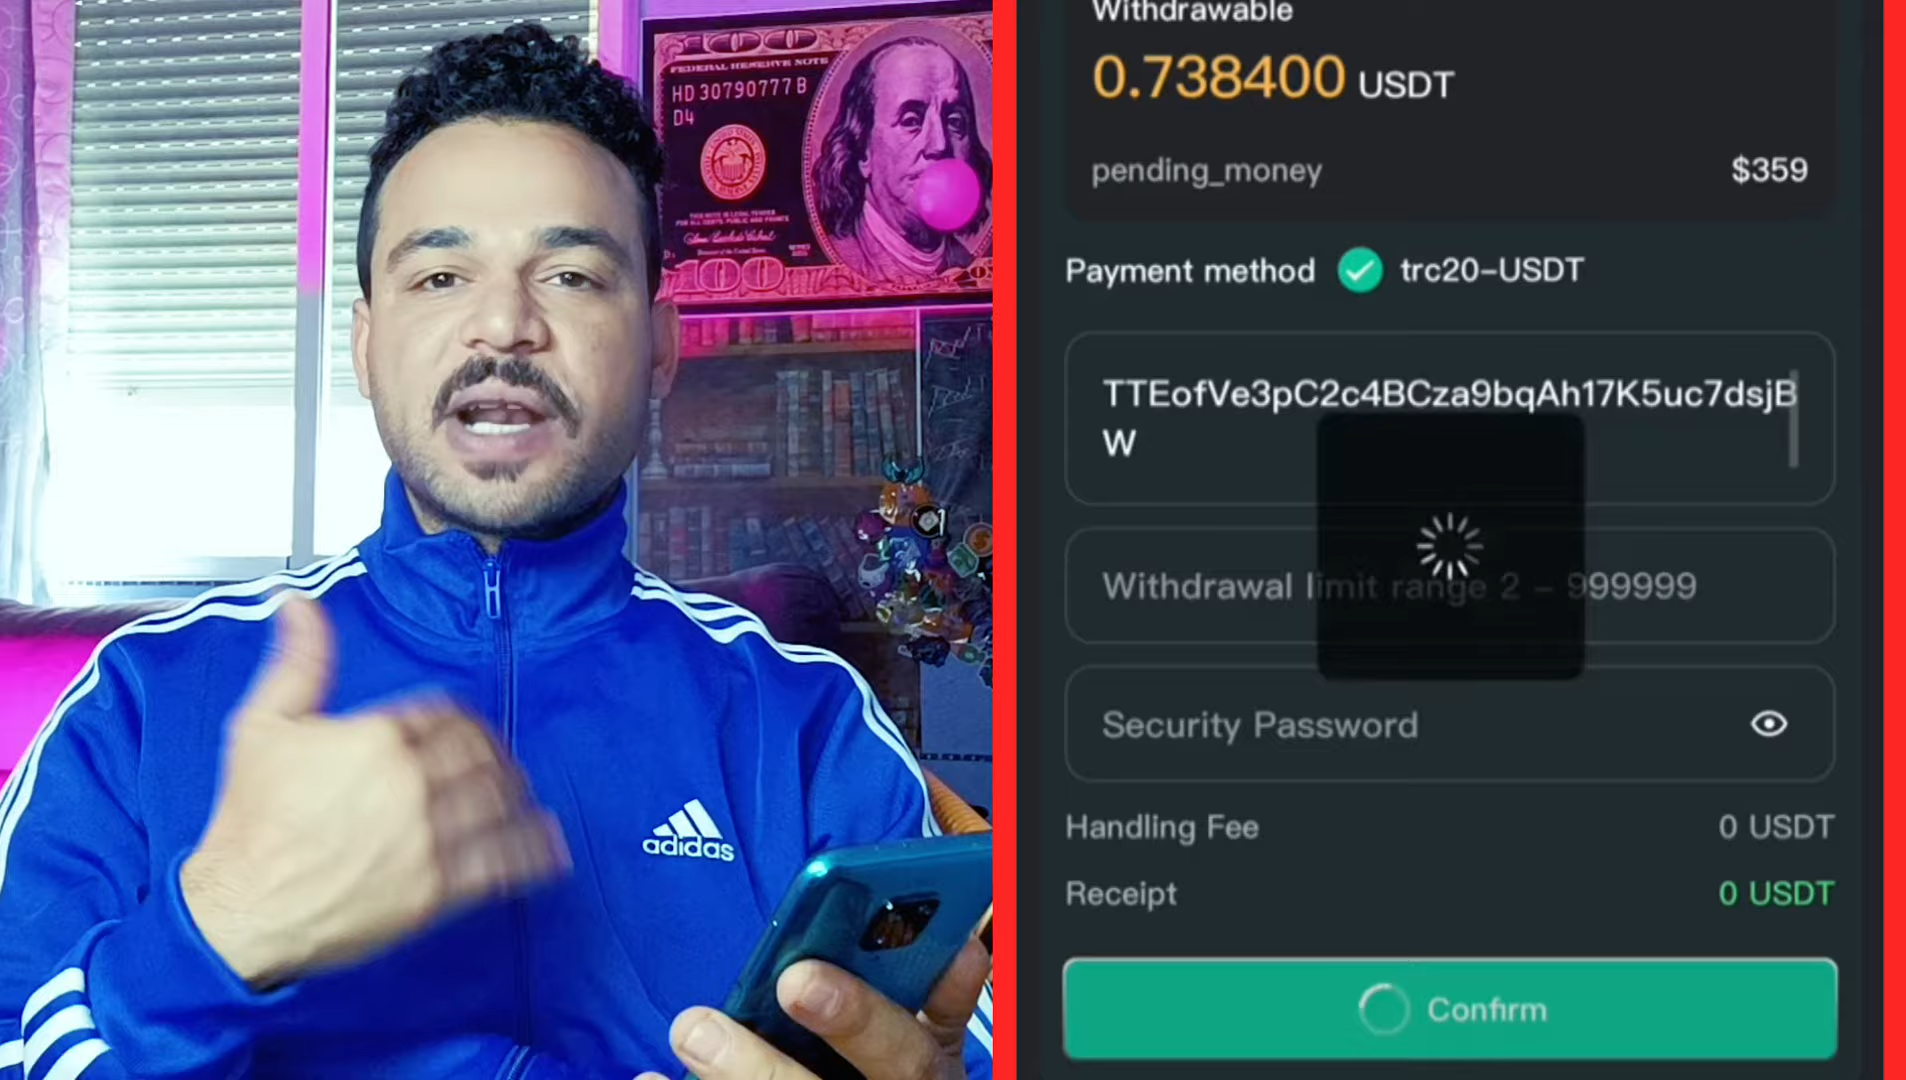 100
FEDERAL RESERVE NOTE
HD 30790777 B
D4
100
adidas
Withdrawable
0.738400 USDT
pending_money
$359
Payment method
trc20-USDT
TTEofVe3pC2c4BCza9bqAh17K5uc7dsjB
W
Withdrawal limit range 2 - 999999
Security Password
Handling Fee
0 USDT
Receipt
0 USDT
Confirm